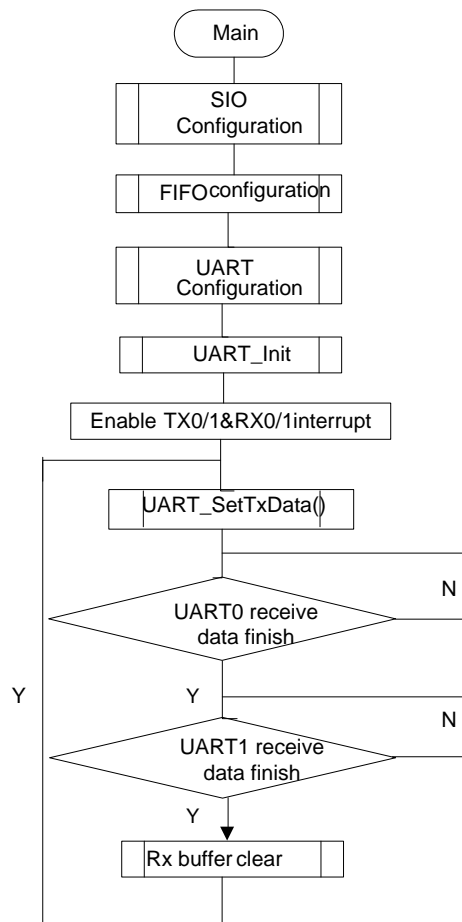 Main
SIO
Configuration
FIFOconfiguration
UART
Configuration
UART_Init
Enable TX0/1&RX0/1interrupt
UART_SetTxData()
N
UART0 receive
data finish
Y
Y
N
UART1 receive
data finish
Y
Rx buffer clear